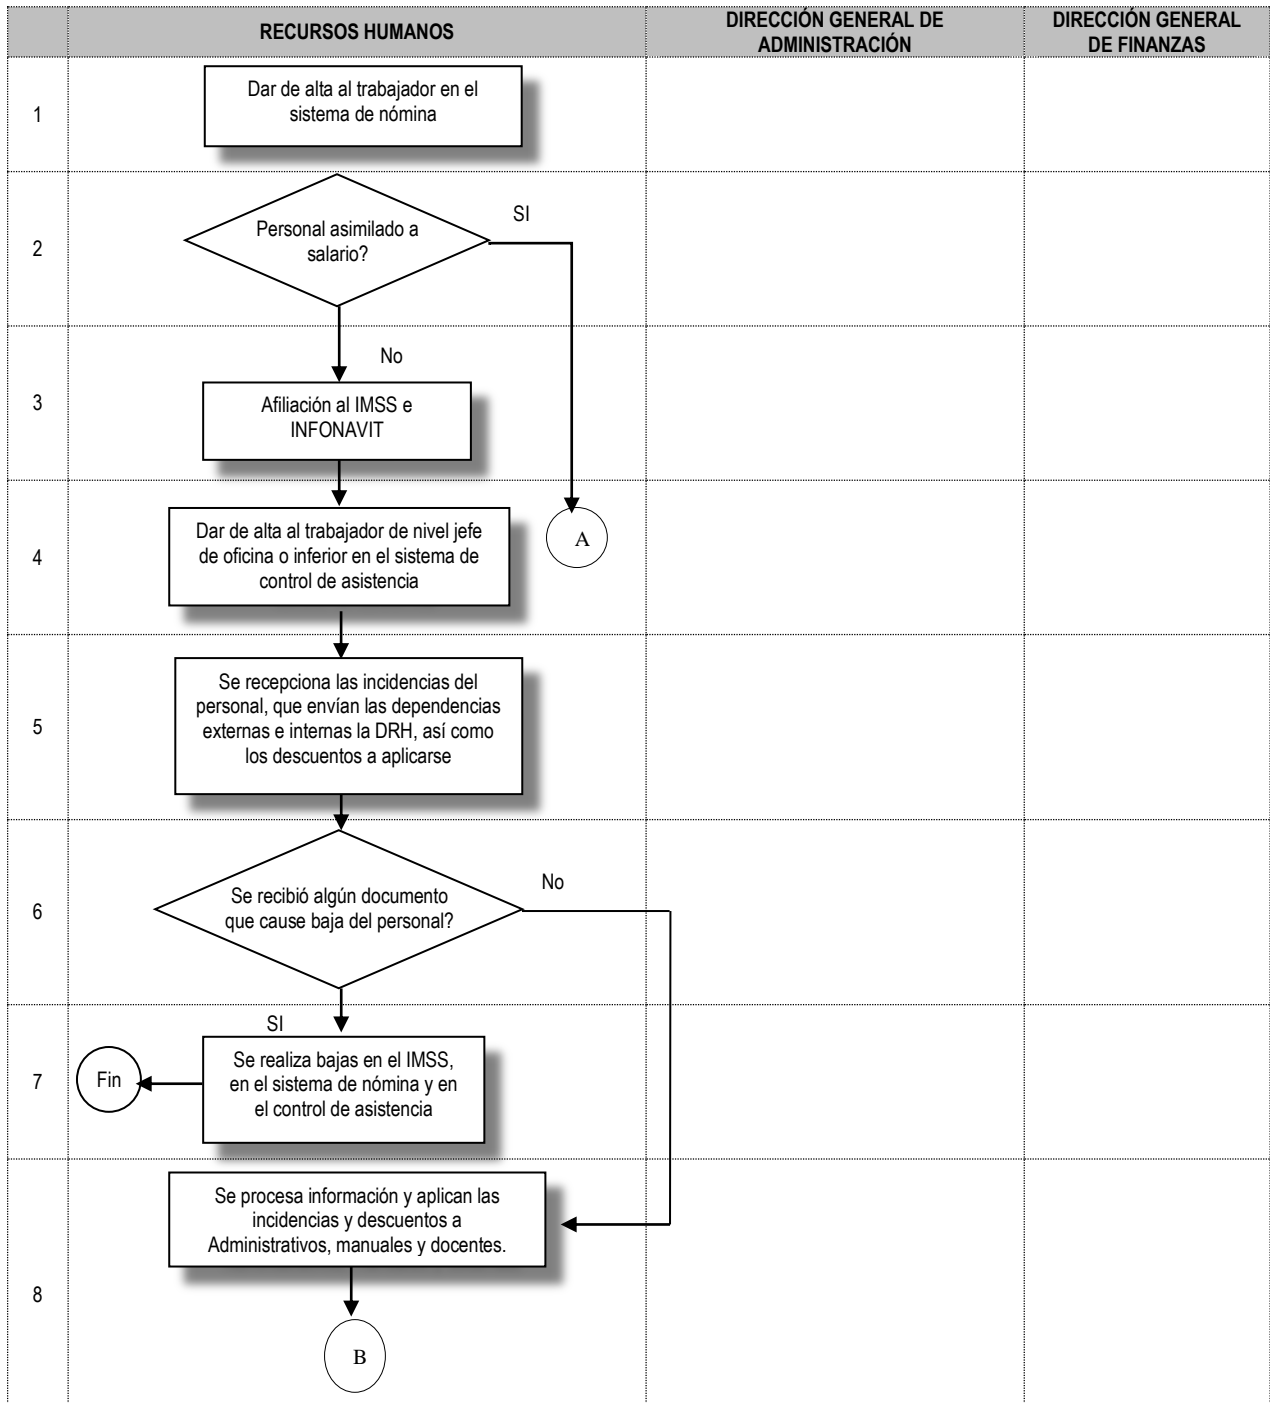 RECURSOS HUMANOS
DIRECCIÓN GENERAL DE
ADMINISTRACIÓN
DIRECCIÓN GENERAL
DE FINANZAS
1
Dar de alta al trabajador en el
sistema de nómina
2
Personal asimilado a
salario?
SI
No
3
Afiliación al IMSS e
INFONAVIT
4
Dar de alta al trabajador de nivel jefe
de oficina o inferior en el sistema de
control de asistencia
A
5
Se recepciona las incidencias del
personal, que envían las dependencias
externas e internas la DRH, así como
los descuentos a aplicarse
6
Se recibió algún documento
que cause baja del personal?
No
SI
7
Fin
Se realiza bajas en el IMSS,
en el sistema de nómina y en
el control de asistencia
8
Se procesa información y aplican las
incidencias y descuentos a
Administrativos, manuales y docentes.
B